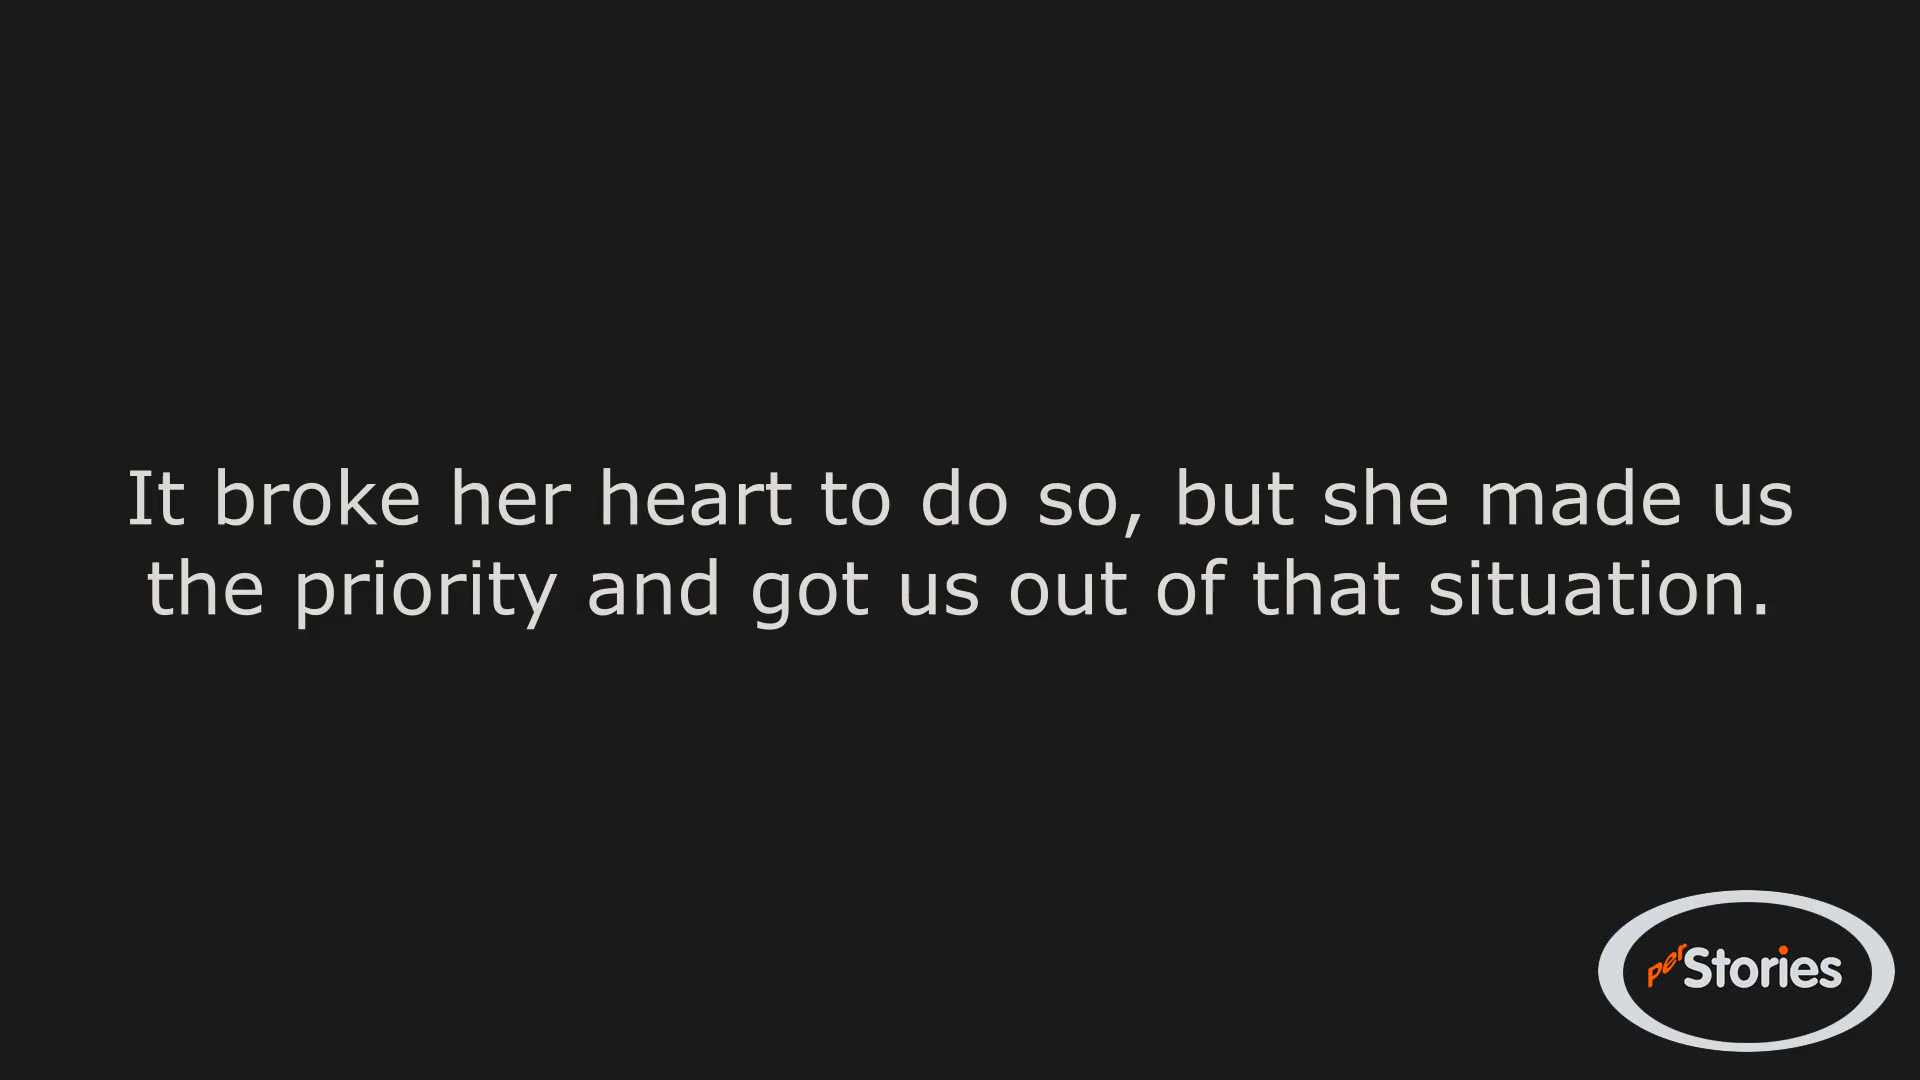 It broke her heart to do so, but she made us
the priority and got us out of that situation.
perStories